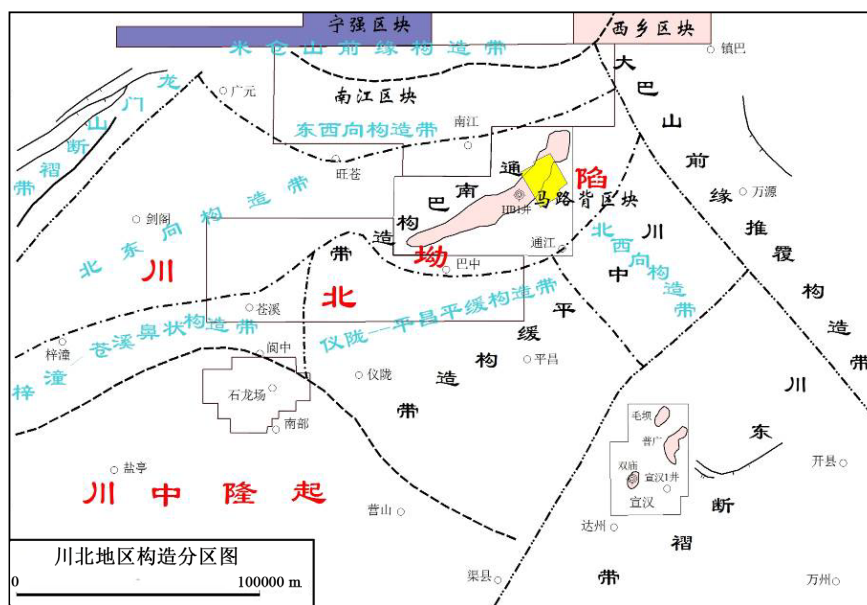 宁强区块
西乡区块
米仓山前缘构造带
镇巴
龙门山断褶带
广元
南江区块
大巴山前缘推覆构造带
东西向构造带
南江
旺苍
通南巴构造带
马路背区块
万源
剑阁
北东向构造带
通江
北西向构造带
巴中
川北坳陷
苍溪
仪陇—平昌平缓构造带
川中平缓构造带
梓潼
梓潼—苍溪鼻状构造带
阆中
仪陇
平昌
石龙场
南部
毛坝
普广
川东断褶带
双庙
宣汉1井
宣汉
开县
盐亭
川中隆起
营山
达州
渠县
万州
川北地区构造分区图
0 100000 m